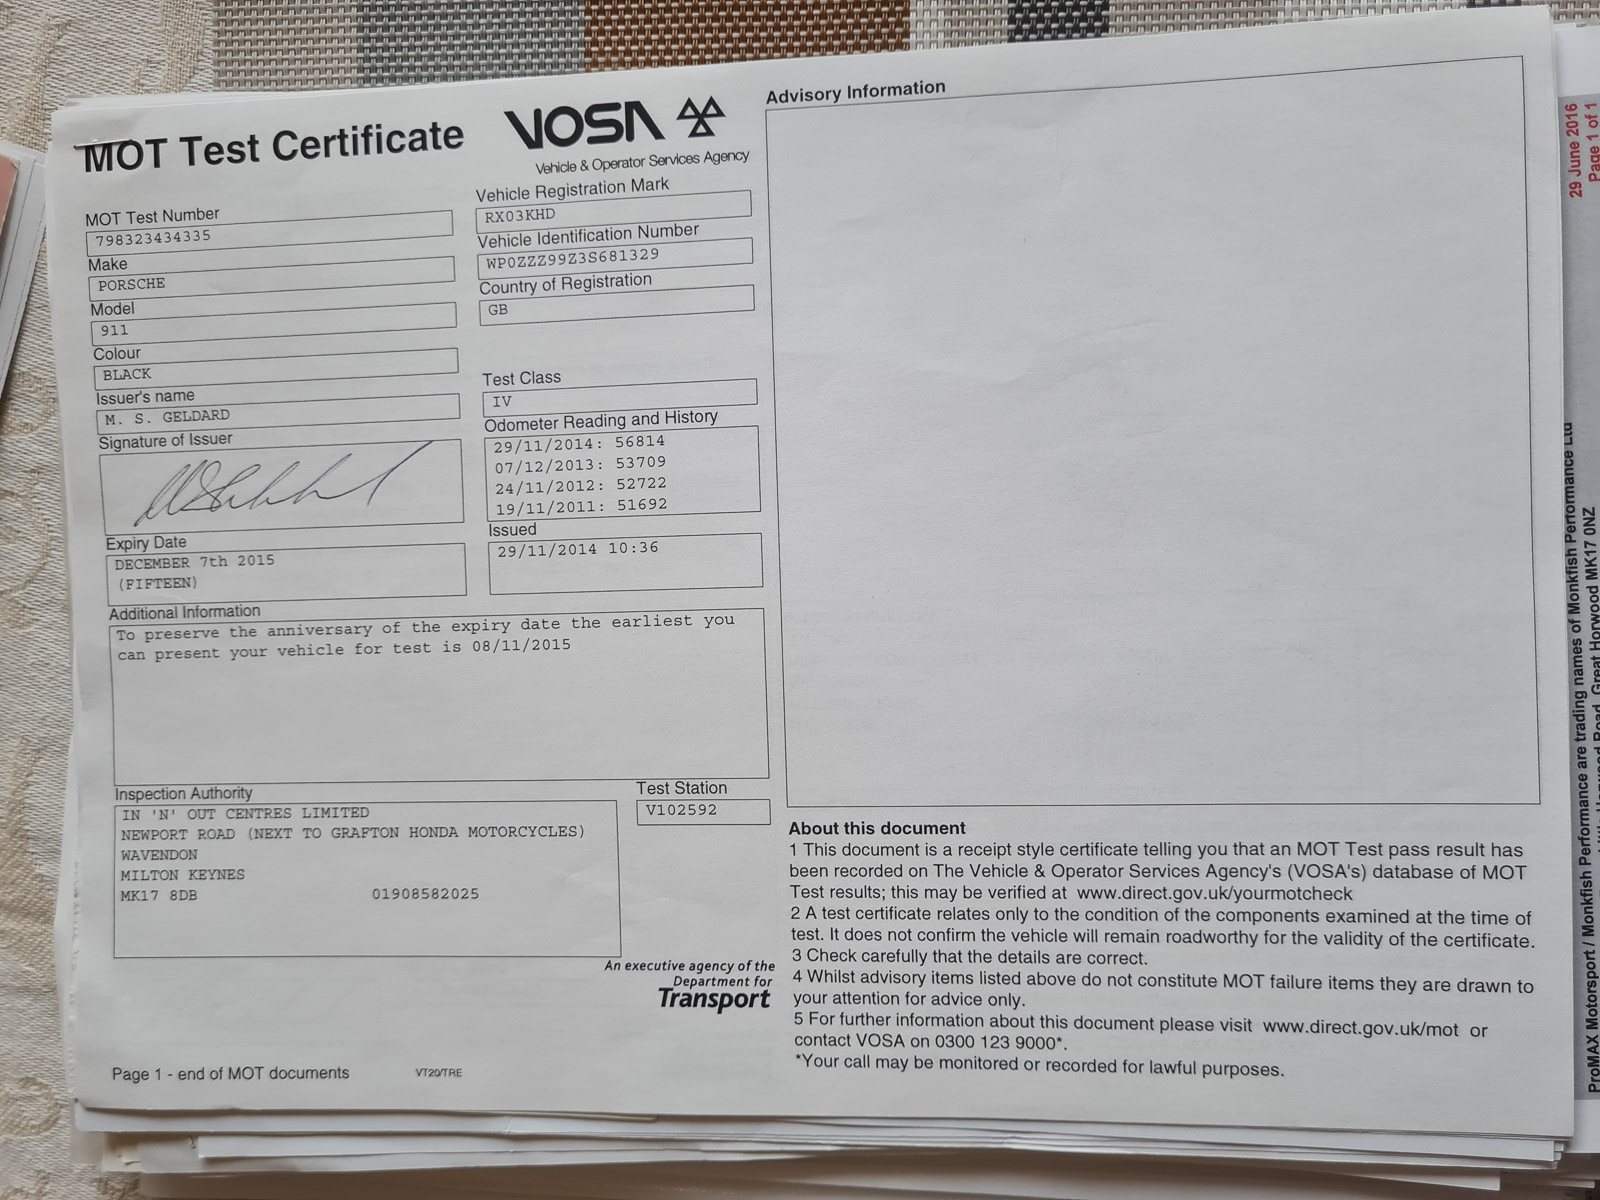 MOT Test Certificate
VOSA
Vehicle & Operator Services Agency
MOT Test Number
798323434335
Make
PORSCHE
Model
911
Colour
BLACK
Issuer's name
M. S. GELDARD
Signature of Issuer
Expiry Date
DECEMBER 7th 2015
(FIFTEEN)
Vehicle Registration Mark
RX03KHD
Vehicle Identification Number
WP0ZZZ99Z3S681329
Country of Registration
GB
Test Class
IV
Odometer Reading and History
29/11/2014: 56814
07/12/2013: 53709
24/11/2012: 52722
19/11/2011: 51692
Issued
29/11/2014 10:36
Additional Information
To preserve the anniversary of the expiry date the earliest you
can present your vehicle for test is 08/11/2015
Inspection Authority
IN 'N' OUT CENTRES LIMITED
NEWPORT ROAD (NEXT TO GRAFTON HONDA MOTORCYCLES)
WAVENDON
MILTON KEYNES
MK17 8DB 01908582025
Test Station
V102592
An executive agency of the
Department for
Transport
Page 1 - end of MOT documents VT20/TRE
Advisory Information
About this document
1 This document is a receipt style certificate telling you that an MOT Test pass result has
been recorded on The Vehicle & Operator Services Agency's (VOSA's) database of MOT
Test results; this may be verified at www.direct.gov.uk/yourmotcheck
2 A test certificate relates only to the condition of the components examined at the time of
test. It does not confirm the vehicle will remain roadworthy for the validity of the certificate.
3 Check carefully that the details are correct.
4 Whilst advisory items listed above do not constitute MOT failure items they are drawn to
your attention for advice only.
5 For further information about this document please visit www.direct.gov.uk/mot or
contact VOSA on 0300 123 9000*.
*Your call may be monitored or recorded for lawful purposes.
29 June 2016
Page 1 of 1
ProMAX Motorsport / Monkfish Performance are trading names of Monkfish Performance Ltd
Road, Great Horwood MK17 0NZ